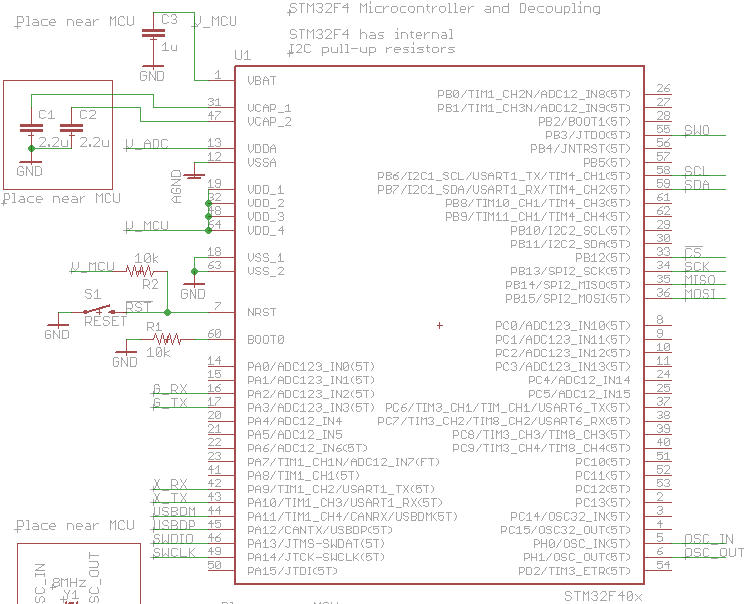 STM32F4 Microcontroller and Decoupling
Place near MCU
C3
V_MCU
1u
GND
STM32F4 has internal
I2C pull-up resistors
U1
1 VBAT
31 VCAP_1
47 VCAP_2
C1
2.2u
C2
2.2u
GND
Place near MCU
V_ADC
13 VDDA
12 VSSA
AGND
19 VDD_1
32 VDD_2
48 VDD_3
64 VDD_4
V_MCU
18 VSS_1
63 VSS_2
GND
V_MCU
10k
R2
S1
RST
RESET
GND
7 NRST
R1
10k
GND
60 BOOT0
14 PA0/ADC123_IN0(5T)
15 PA1/ADC123_IN1(5T)
G_RX 16 PA2/ADC123_IN2(5T)
G_TX 17 PA3/ADC123_IN3(5T)
20 PA4/ADC12_IN4
21 PA5/ADC12_IN5
22 PA6/ADC12_IN6(5T)
23 PA7/TIM1_CH1N/ADC12_IN7(FT)
41 PA8/TIM1_CH1(5T)
X_RX 42 PA9/TIM1_CH2/USART1_TX(5T)
X_TX 43 PA10/TIM1_CH3/USART1_RX(5T)
USBDM 44 PA11/TIM1_CH4/CANRX/USBDM(5T)
USBDP 45 PA12/CANTX/USBDP(5T)
SWDIO 46 PA13/JTMS-SWDAT(5T)
SWCLK 49 PA14/JTCK-SWCLK(5T)
50 PA15/JTDI(5T)
PB0/TIM1_CH2N/ADC12_IN8(5T) 26
PB1/TIM1_CH3N/ADC12_IN9(5T) 27
PB2/BOOT1(5T) 28
PB3/JTDO(5T) 55 SWO
PB4/JNTRST(5T) 56
PB5(5T) 57
PB6/I2C1_SCL/USART1_TX/TIM4_CH1(5T) 58 SCL
PB7/I2C1_SDA/USART1_RX/TIM4_CH2(5T) 59 SDA
PB8/TIM10_CH1/TIM4_CH3(5T) 61
PB9/TIM11_CH1/TIM4_CH4(5T) 62
PB10/I2C2_SCL(5T) 29
PB11/I2C2_SDA(5T) 30
PB12(5T) 33 CS
PB13/SPI2_SCK(5T) 34 SCK
PB14/SPI2_MISO(5T) 35 MISO
PB15/SPI2_MOSI(5T) 36 MOSI
PC0/ADC123_IN10(5T) 8
PC1/ADC123_IN11(5T) 9
PC2/ADC123_IN12(5T) 10
PC3/ADC123_IN13(5T) 11
PC4/ADC12_IN14 24
PC5/ADC12_IN15 25
PC6/TIM3_CH1/TIM_CH1/USART6_TX(5T) 37
PC7/TIM3_CH2/TIM8_CH2/USART6_RX(5T) 38
PC8/TIM3_CH3/TIM8_CH3(5T) 39
PC9/TIM3_CH4/TIM8_CH4(5T) 40
PC10(5T) 51
PC11(5T) 52
PC12(5T) 53
PC13(5T) 2
PC14/OSC32_IN(5T) 3
PC15/OSC32_OUT(5T) 4
PH0/OSC_IN(5T) 5 OSC_IN
PH1/OSC_OUT(5T) 6 OSC_OUT
PD2/TIM3_ETR(5T) 54
STM32F40x
Place near MCU
SC_IN
8MHz
Y1
SC_OUT